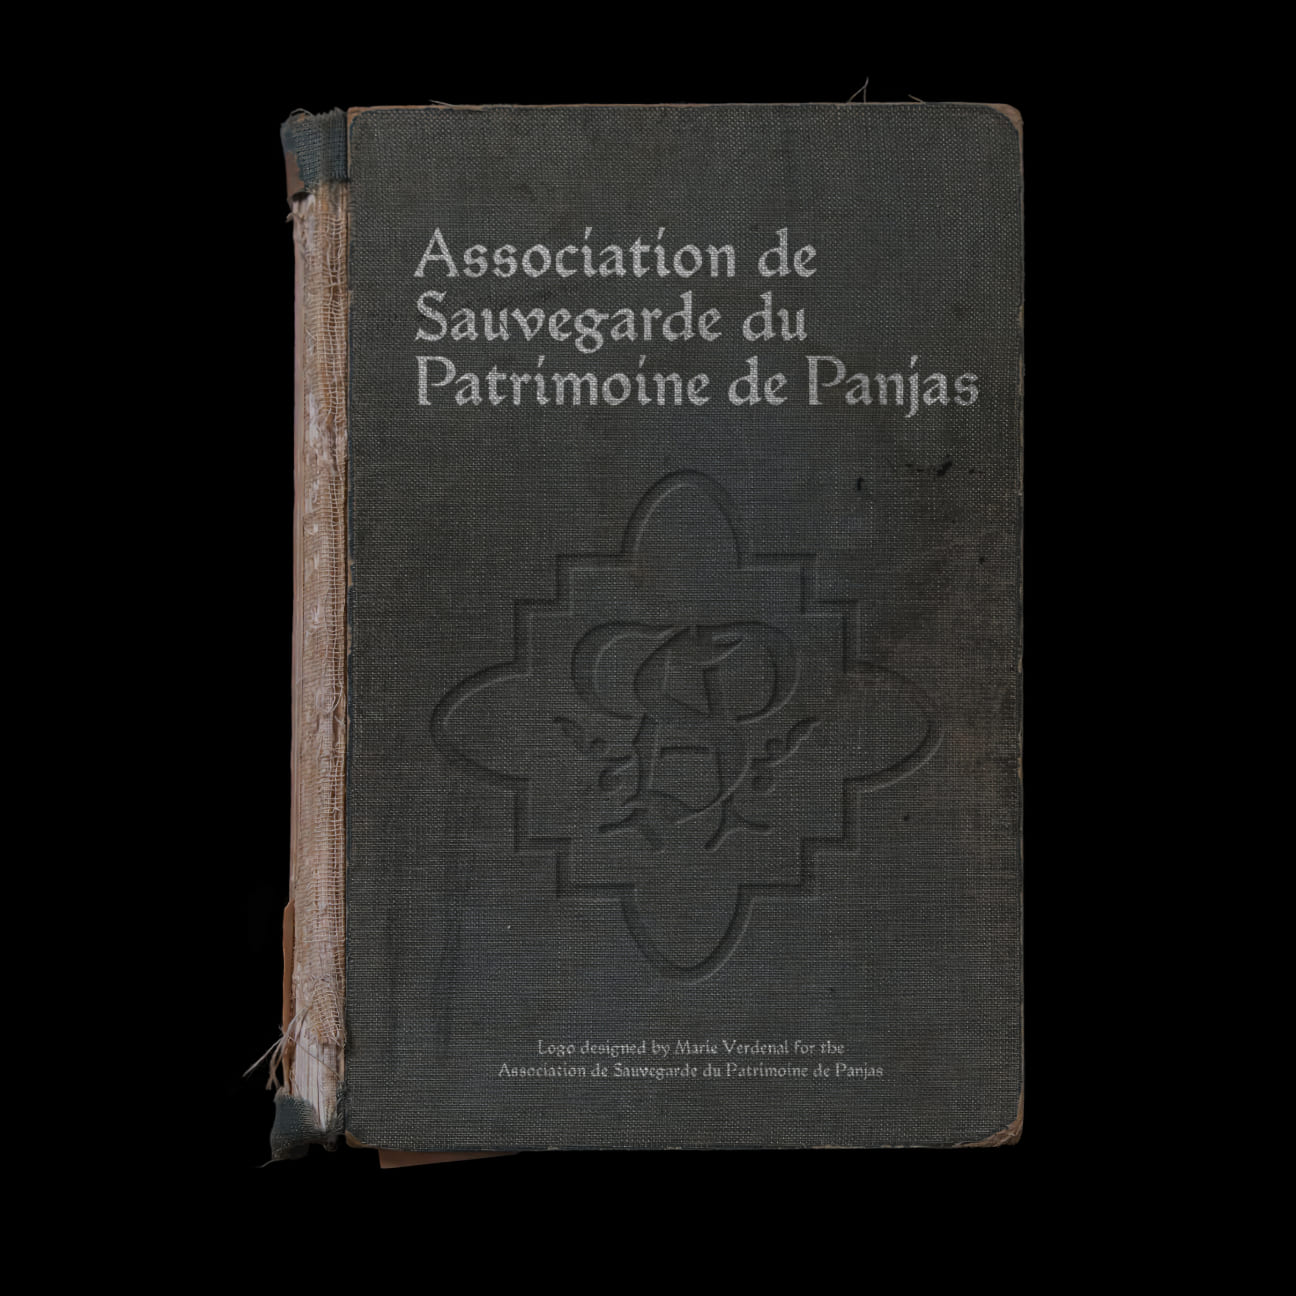 Association de
Sauvegarde du
Patrimoine de Panjas
Logo designed by Marie Verdenal for the
Association de Sauvegarde du Patrimoine de Panjas